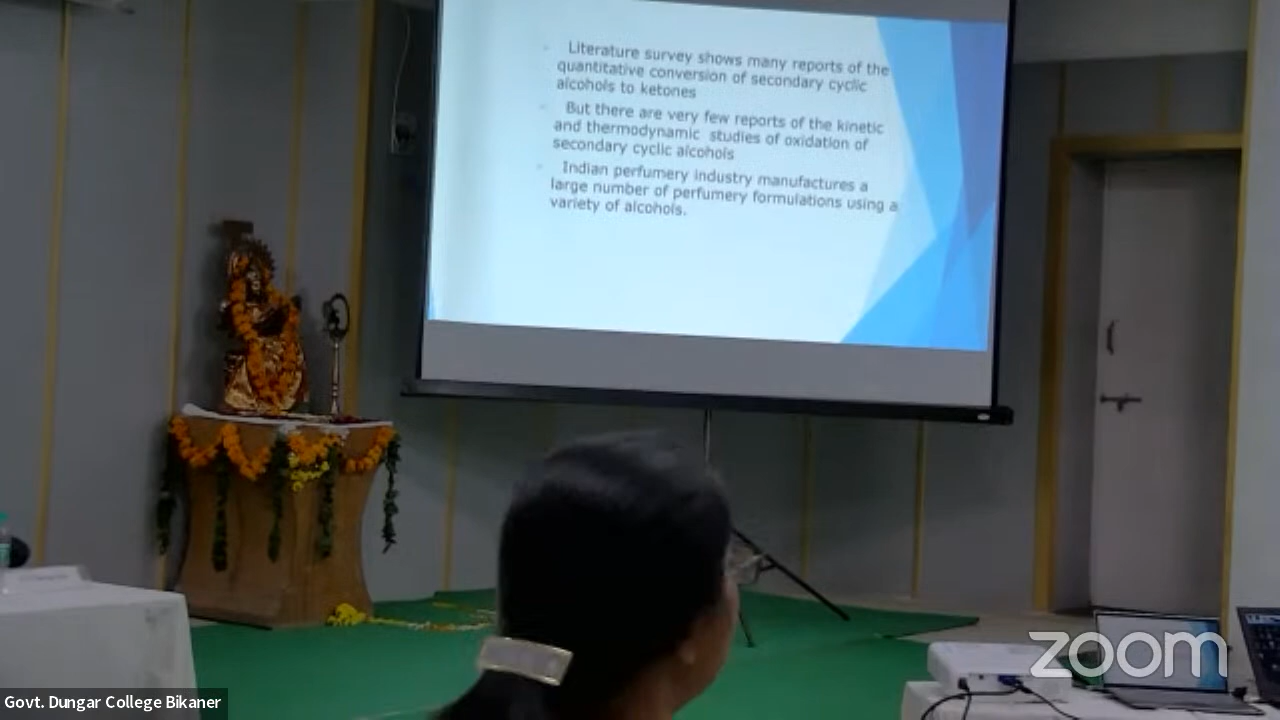 Literature survey shows many reports of the
quantitative conversion of secondary cyclic
alcohols to ketones
But there are very few reports of the kinetic
and thermodynamic studies of oxidation of
secondary cyclic alcohols
Indian perfumery industry manufactures a
large number of perfumery formulations using a
variety of alcohols.
zoom
Govt. Dungar College Bikaner